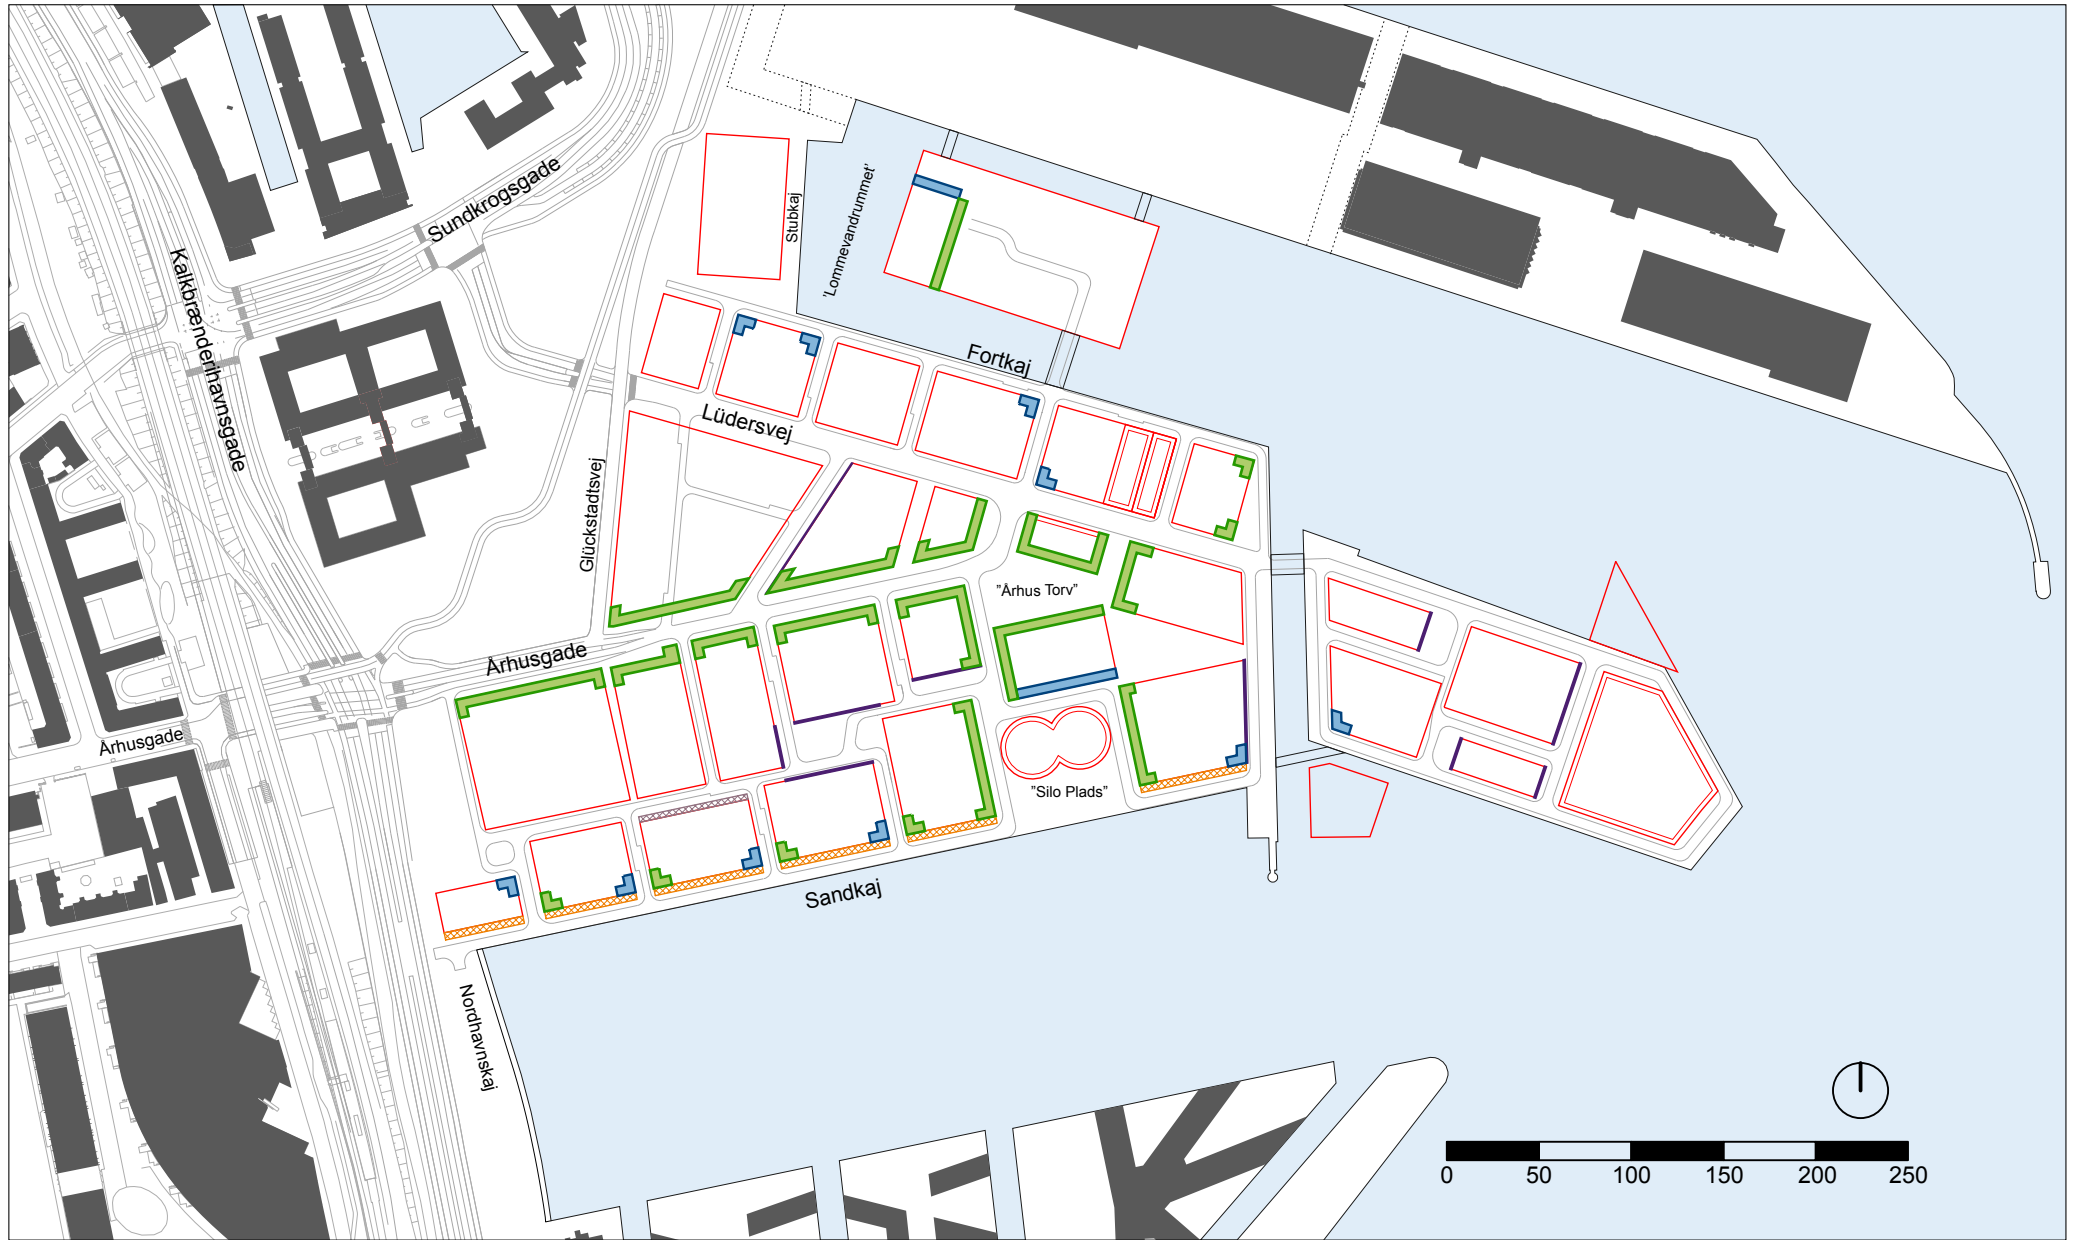 Sundkrogsgade
Kalkbrænderihavnsgade
Stubkaj
'Lommevandrummet'
Fortkaj
Lüdersvej
Glückstadtsvej
"Århus Torv"
Århusgade
Århusgade
"Silo Plads"
Sandkaj
Nordhavnskaj
0 50 100 150 200 250